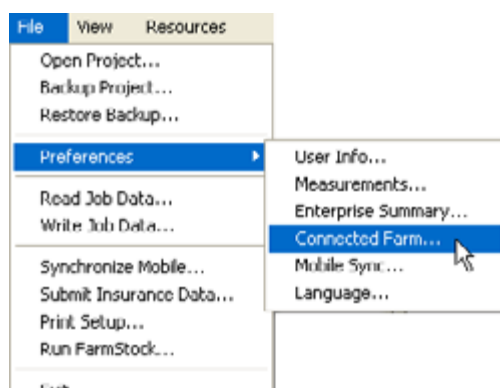 File View Resources
Open Project...
Backup Project...
Restore Backup...
Preferences
User Info...
Measurements...
Enterprise Summary...
Connected Farm...
Mobile Sync...
Language...
Read Job Data...
Write Job Data...
Synchronize Mobile...
Submit Insurance Data...
Print Setup...
Run FarmStock...